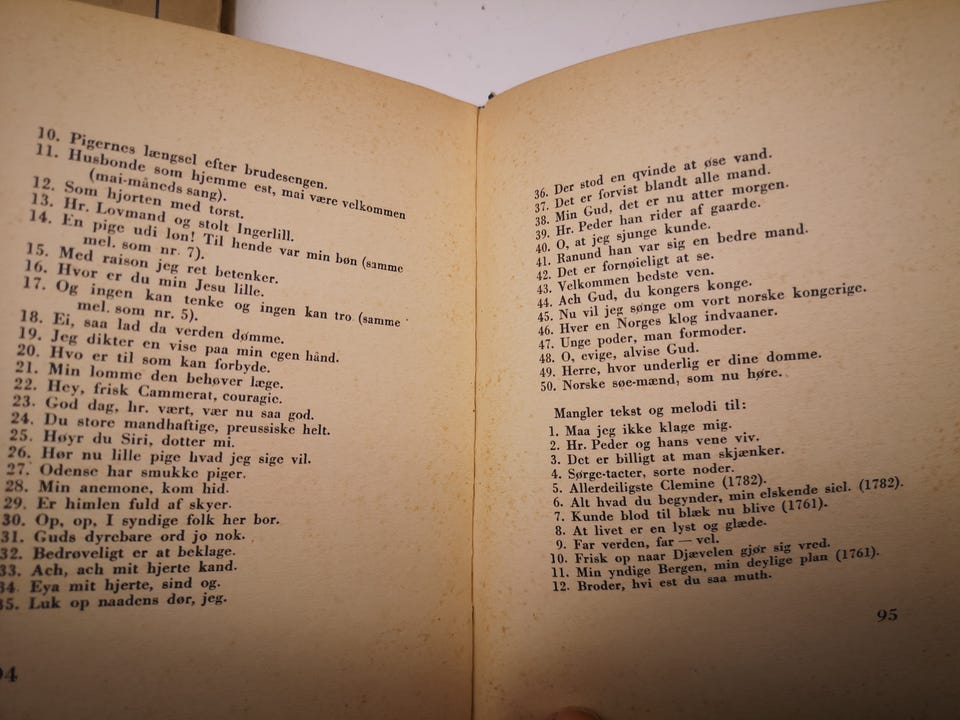 10. Pigernes længsel efter brudesengen.
11. Husbonde som hjemme est, mai være velkommen
(mai-måneds sang).
12. Som hjorten med tørst.
13. Hr. Lovmand og stolt Ingerlill.
14. En pige udi løn! Til hende var min bøn (samme
mel. som nr. 7).
15. Med raison jeg ret betenker.
16. Hvor er du min Jesu lille.
17. Og ingen kan tenke og ingen kan tro (samme
mel. som nr. 5).
18. Ei, saa lad da verden dømme.
19. Jeg dikter en vise paa min egen hånd.
20. Hvo er til som kan forbyde.
21. Min lomme den behøver læge.
22. Hey, frisk Cammerat, couragie.
23. God dag, hr. vært, vær nu saa god.
24. Du store mandhaftige, preussiske helt.
25. Høyr du Siri, dotter mi.
26. Hør nu lille pige hvad jeg sige vil.
27. Odense har smukke piger.
28. Min anemone, kom hid.
29. Er himlen fuld af skyer.
30. Op, op, I syndige folk her bor.
31. Guds dyrebare ord jo nok.
32. Bedrøveligt er at beklage.
33. Ach, ach mit hjerte kand.
34. Eya mit hjerte, sind og.
35. Luk op naadens dør, jeg.
94
36. Der stod en qvinde at øse vand.
37. Det er forvist blandt alle mand.
38. Min Gud, det er nu atter morgen.
39. Hr. Peder han rider af gaarde.
40. O, at jeg sjunge kunde.
41. Ranund han var sig en bedre mand.
42. Det er fornøieligt at se.
43. Velkommen bedste ven.
44. Ach Gud, du kongers konge.
45. Nu vil jeg sønge om vort norske kongerige.
46. Hver en Norges klog indvaaner.
47. Unge poder, man formoder.
48. O, evige, alvise Gud.
49. Herre, hvor underlig er dine domme.
50. Norske søe-mænd, som nu høre.
Mangler tekst og melodi til:
1. Maa jeg ikke klage mig.
2. Hr. Peder og hans vene viv.
3. Det er billigt at man skjænker.
4. Sørge-tacter, sorte noder.
5. Allerdeiligste Clemine (1782).
6. Alt hvad du begynder, min elskende siel. (1782).
7. Kunde blod til blæk nu blive (1761).
8. At livet er en lyst og glæde.
9. Far verden, far — vel.
10. Frisk op naar Djævelen gjør sig vred.
11. Min yndige Bergen, min deylige plan (1761).
12. Broder, hvi est du saa muth.
95